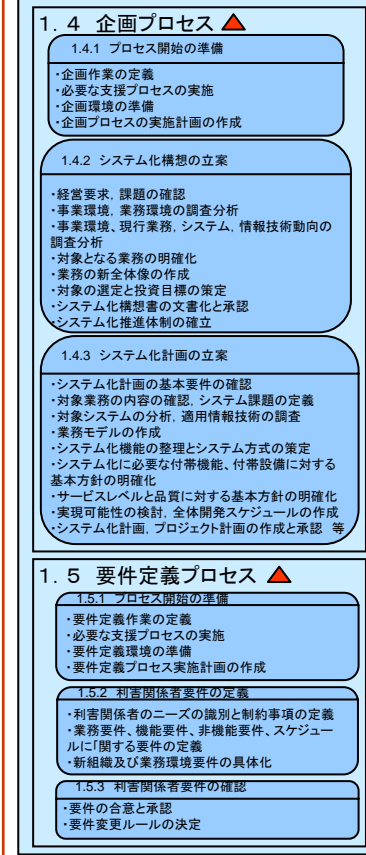 1.4 企画プロセス
1.4.1 プロセス開始の準備
・企画作業の定義
・必要な支援プロセスの実施
・企画環境の準備
・企画プロセスの実施計画の作成
1.4.2 システム化構想の立案
・経営要求，課題の確認
・事業環境，業務環境の調査分析
・事業環境、現行業務，システム，情報技術動向の
調査分析
・対象となる業務の明確化
・業務の新全体像の作成
・対象の選定と投資目標の策定
・システム化構想書の文書化と承認
・システム化推進体制の確立
1.4.3 システム化計画の立案
・システム化計画の基本要件の確認
・対象業務の内容の確認，システム課題の定義
・対象システムの分析，適用情報技術の調査
・業務モデルの作成
・システム化機能の整理とシステム方式の策定
・システム化に必要な付帯機能、付帯設備に対する
基本方針の明確化
・サービスレベルと品質に対する基本方針の明確化
・実現可能性の検討，全体開発スケジュールの作成
・システム化計画，プロジェクト計画の作成と承認 等
1.5 要件定義プロセス
1.5.1 プロセス開始の準備
・要件定義作業の定義
・必要な支援プロセスの実施
・要件定義環境の準備
・要件定義プロセス実施計画の作成
1.5.2 利害関係者要件の定義
・利害関係者のニーズの識別と制約事項の定義
・業務要件、機能要件、非機能要件、スケジュー
ルに「関する要件の定義
・新組織及び業務環境要件の具体化
1.5.3 利害関係者要件の確認
・要件の合意と承認
・要件変更ルールの決定